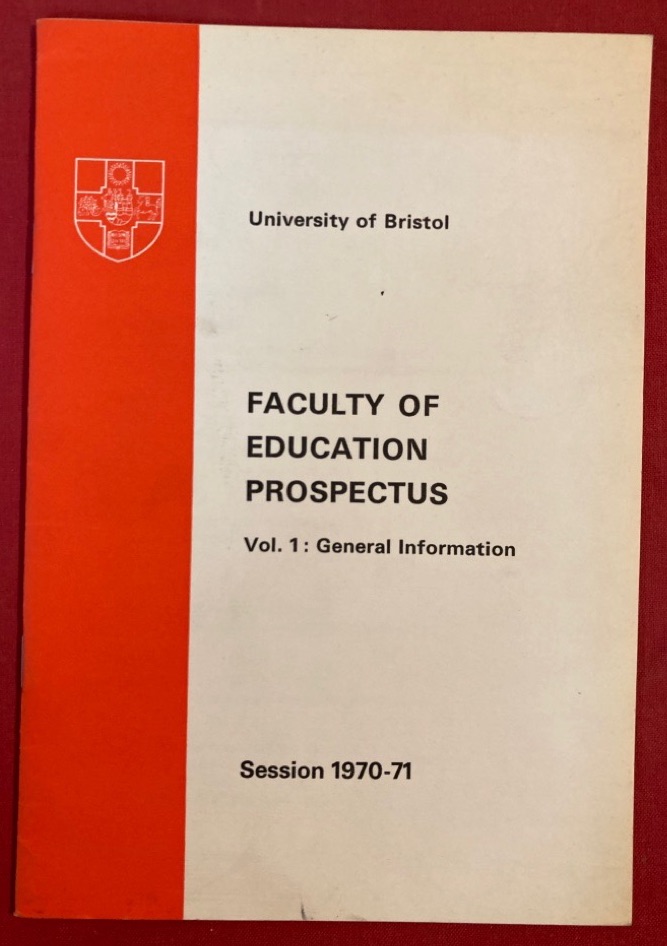 University of Bristol
FACULTY OF
EDUCATION
PROSPECTUS
Vol. 1: General Information
Session 1970-71